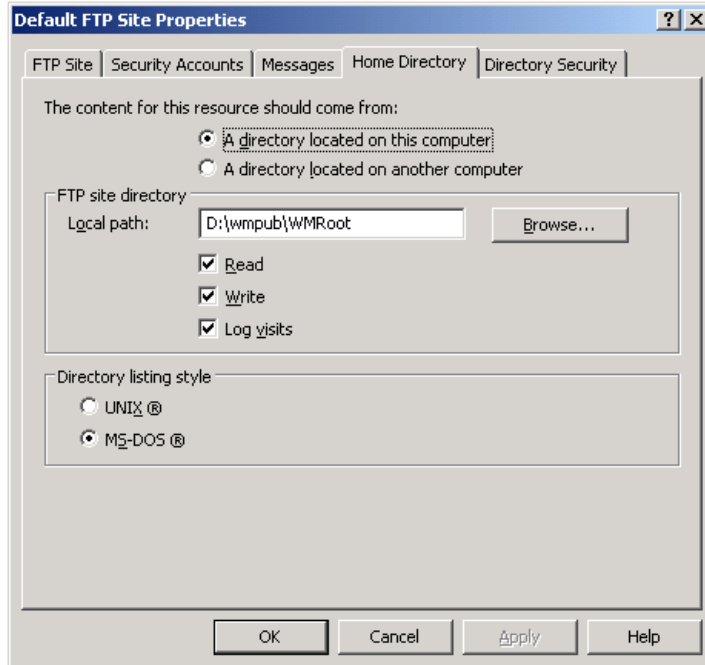 Default FTP Site Properties
FTP Site Security Accounts Messages Home Directory Directory Security
The content for this resource should come from:
A directory located on this computer
A directory located on another computer
FTP site directory
Local path: D:\wmpub\WMRoot Browse...
Read
Write
Log visits
Directory listing style
UNIX ®
MS-DOS ®
OK Cancel Apply Help